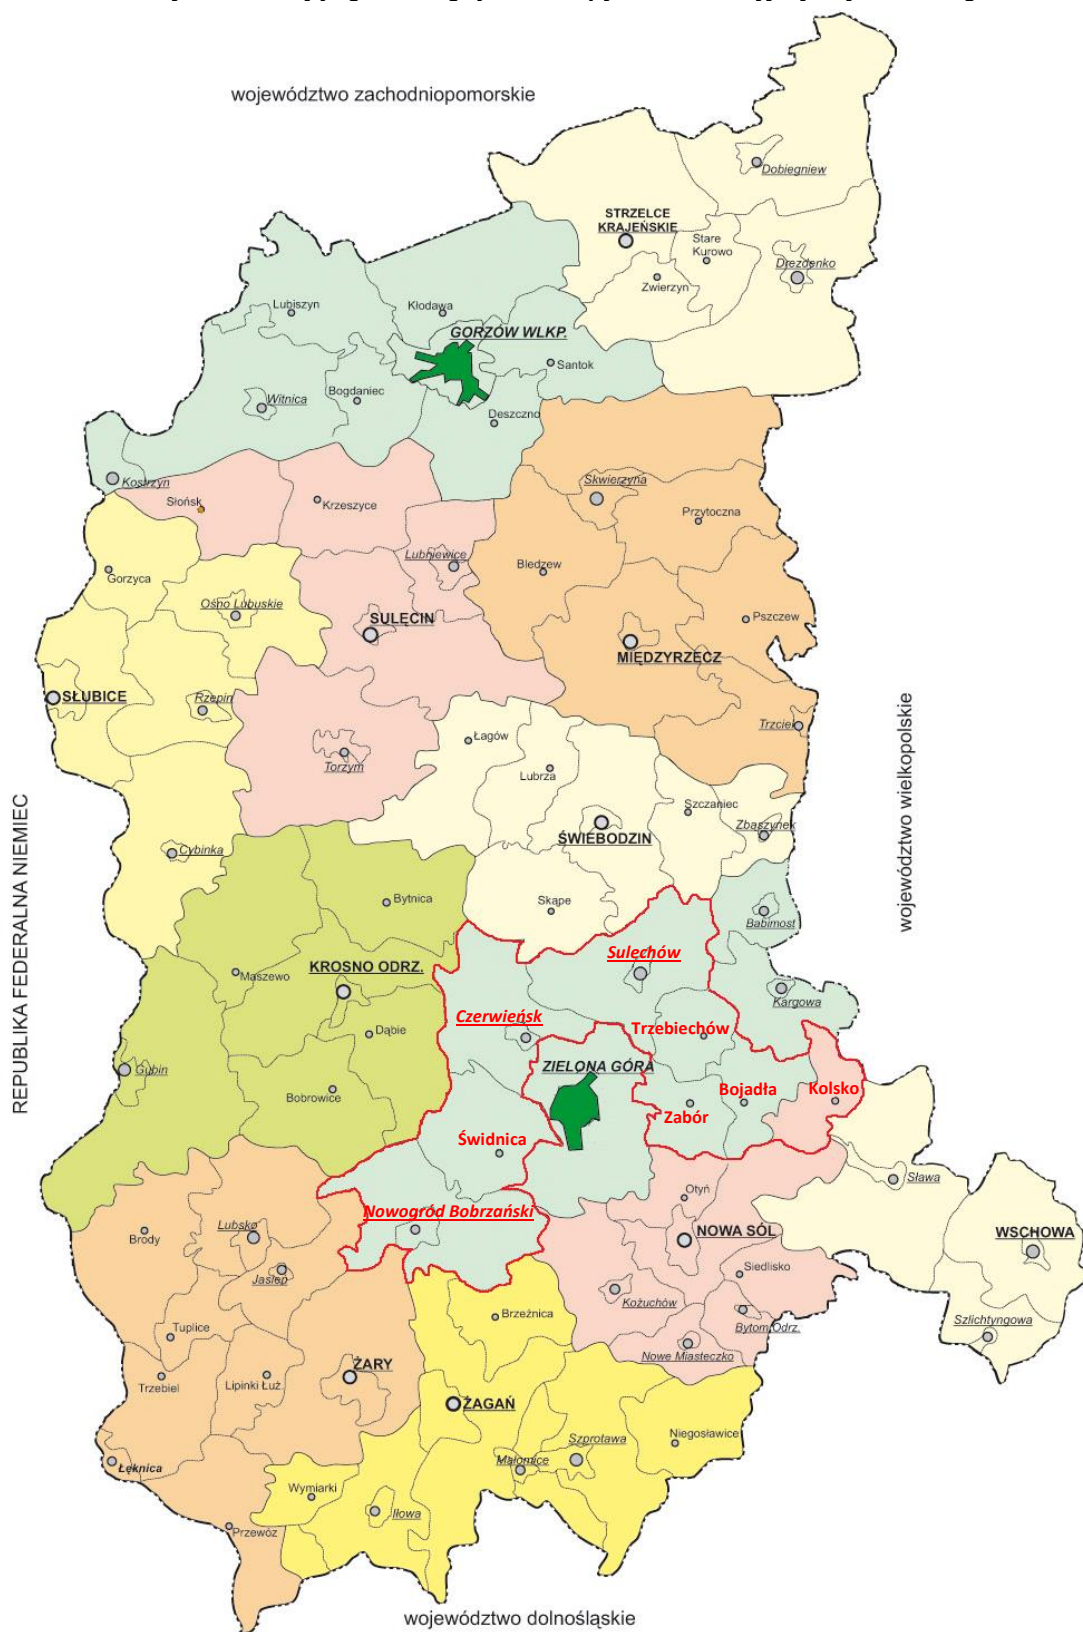 województwo zachodniopomorskie
Dobiegniew
STRZELCE
KRAJEŃSKIE
Stare
Kurowo
Drezdenko
Zwierzyn
Lubiszyn
Kłodawa
GORZÓW WLKP.
Santok
Bogdaniec
Witnica
Deszczno
Kostrzyn
Słońsk
Krzeszyce
Skwierzyna
Przytoczna
Lubniewice
Bledzew
Gorzyca
Ośno Lubuskie
SULĘCIN
Pszczew
MIĘDZYRZECZ
SŁUBICE
Rzepin
Trzciel
Torzym
Łagów
Lubrza
Szczaniec
Zbąszynek
ŚWIEBODZIN
Cybinka
województwo wielkopolskie
REPUBLIKA FEDERALNA NIEMIEC
Bytnica
Skąpe
Babimost
Sulęchów
Maszewo
KROSNO ODRZ.
Kargowa
Czerwieńsk
Trzebiechów
Dąbie
ZIELONA GÓRA
Gubin
Bobrowice
Bojadła
Kolsko
Zabór
Świdnica
Sława
Otyń
Nowogród Bobrzański
Brody
Lubsko
NOWA SÓL
WSCHOWA
Jasień
Siedlisko
Kożuchów
Bytom Odrz.
Szlichtyngowa
Brzeźnica
Tuplice
Nowe Miasteczko
ŻARY
Trzebiel
Lipinki Łuż
ŻAGAŃ
Niegosławice
Szprotawa
Małomice
Łęknica
Wymiarki
Iłowa
Przewóz
województwo dolnośląskie